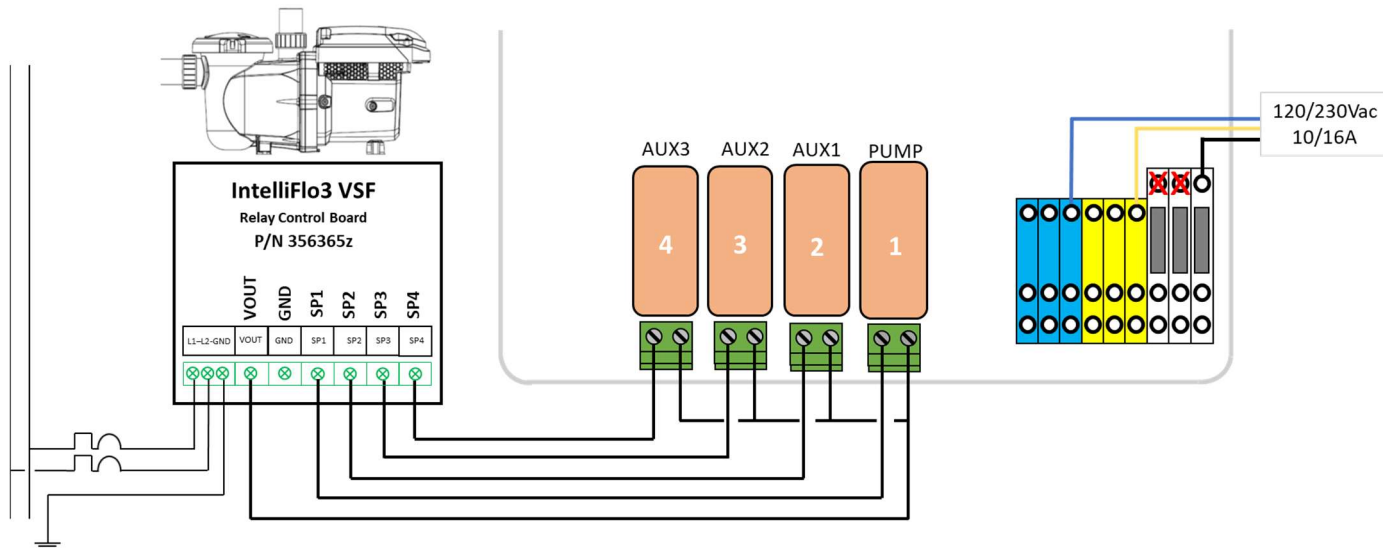 120/230Vac
10/16A
AUX3 AUX2 AUX1 PUMP
4 3 2 1
IntelliFlo3 VSF
Relay Control Board
P/N 356365z
VOUT GND SP1 SP2 SP3 SP4
L1–L2-GND VOUT GND SP1 SP2 SP3 SP4